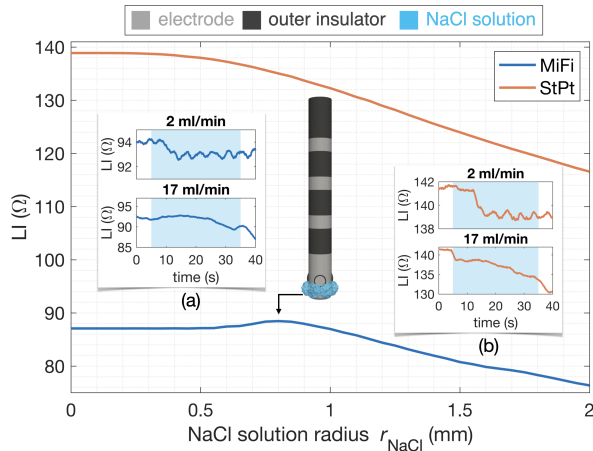 electrode outer insulator NaCl solution
140
130
120
110
100
90
80
LI (Ω)
MiFi
StPt
2 ml/min
94
92
LI (Ω)
17 ml/min
95
90
85
LI (Ω)
0 10 20 30 40
time (s)
(a)
2 ml/min
142
140
138
LI (Ω)
17 ml/min
140
135
130
LI (Ω)
0 10 20 30 40
time (s)
(b)
0 0.5 1 1.5 2
NaCl solution radius r_NaCl (mm)